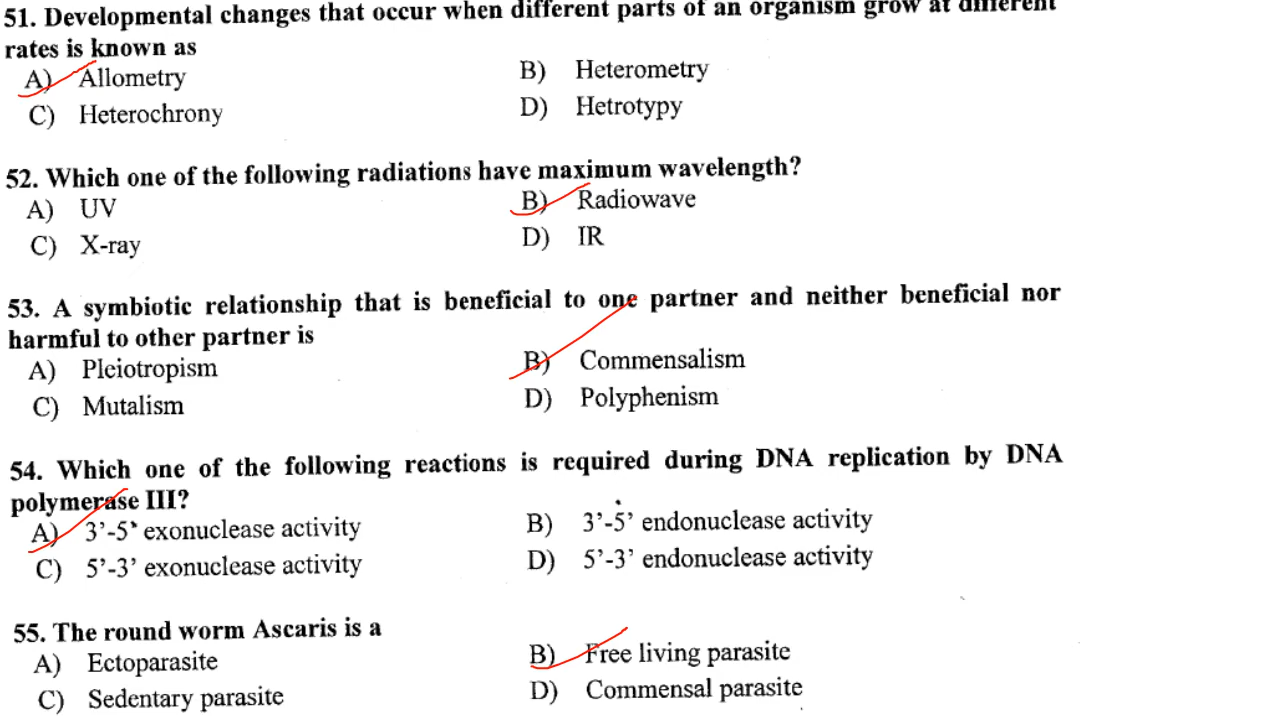 51. Developmental changes that occur when different parts of an organism grow at different
rates is known as
A) Allometry B) Heterometry
C) Heterochrony D) Hetrotypy
52. Which one of the following radiations have maximum wavelength?
A) UV B) Radiowave
C) X-ray D) IR
53. A symbiotic relationship that is beneficial to one partner and neither beneficial nor
harmful to other partner is
A) Pleiotropism B) Commensalism
C) Mutalism D) Polyphenism
54. Which one of the following reactions is required during DNA replication by DNA
polymerase III?
A) 3’-5’ exonuclease activity B) 3’-5’ endonuclease activity
C) 5’-3’ exonuclease activity D) 5’-3’ endonuclease activity
55. The round worm Ascaris is a
A) Ectoparasite B) Free living parasite
C) Sedentary parasite D) Commensal parasite